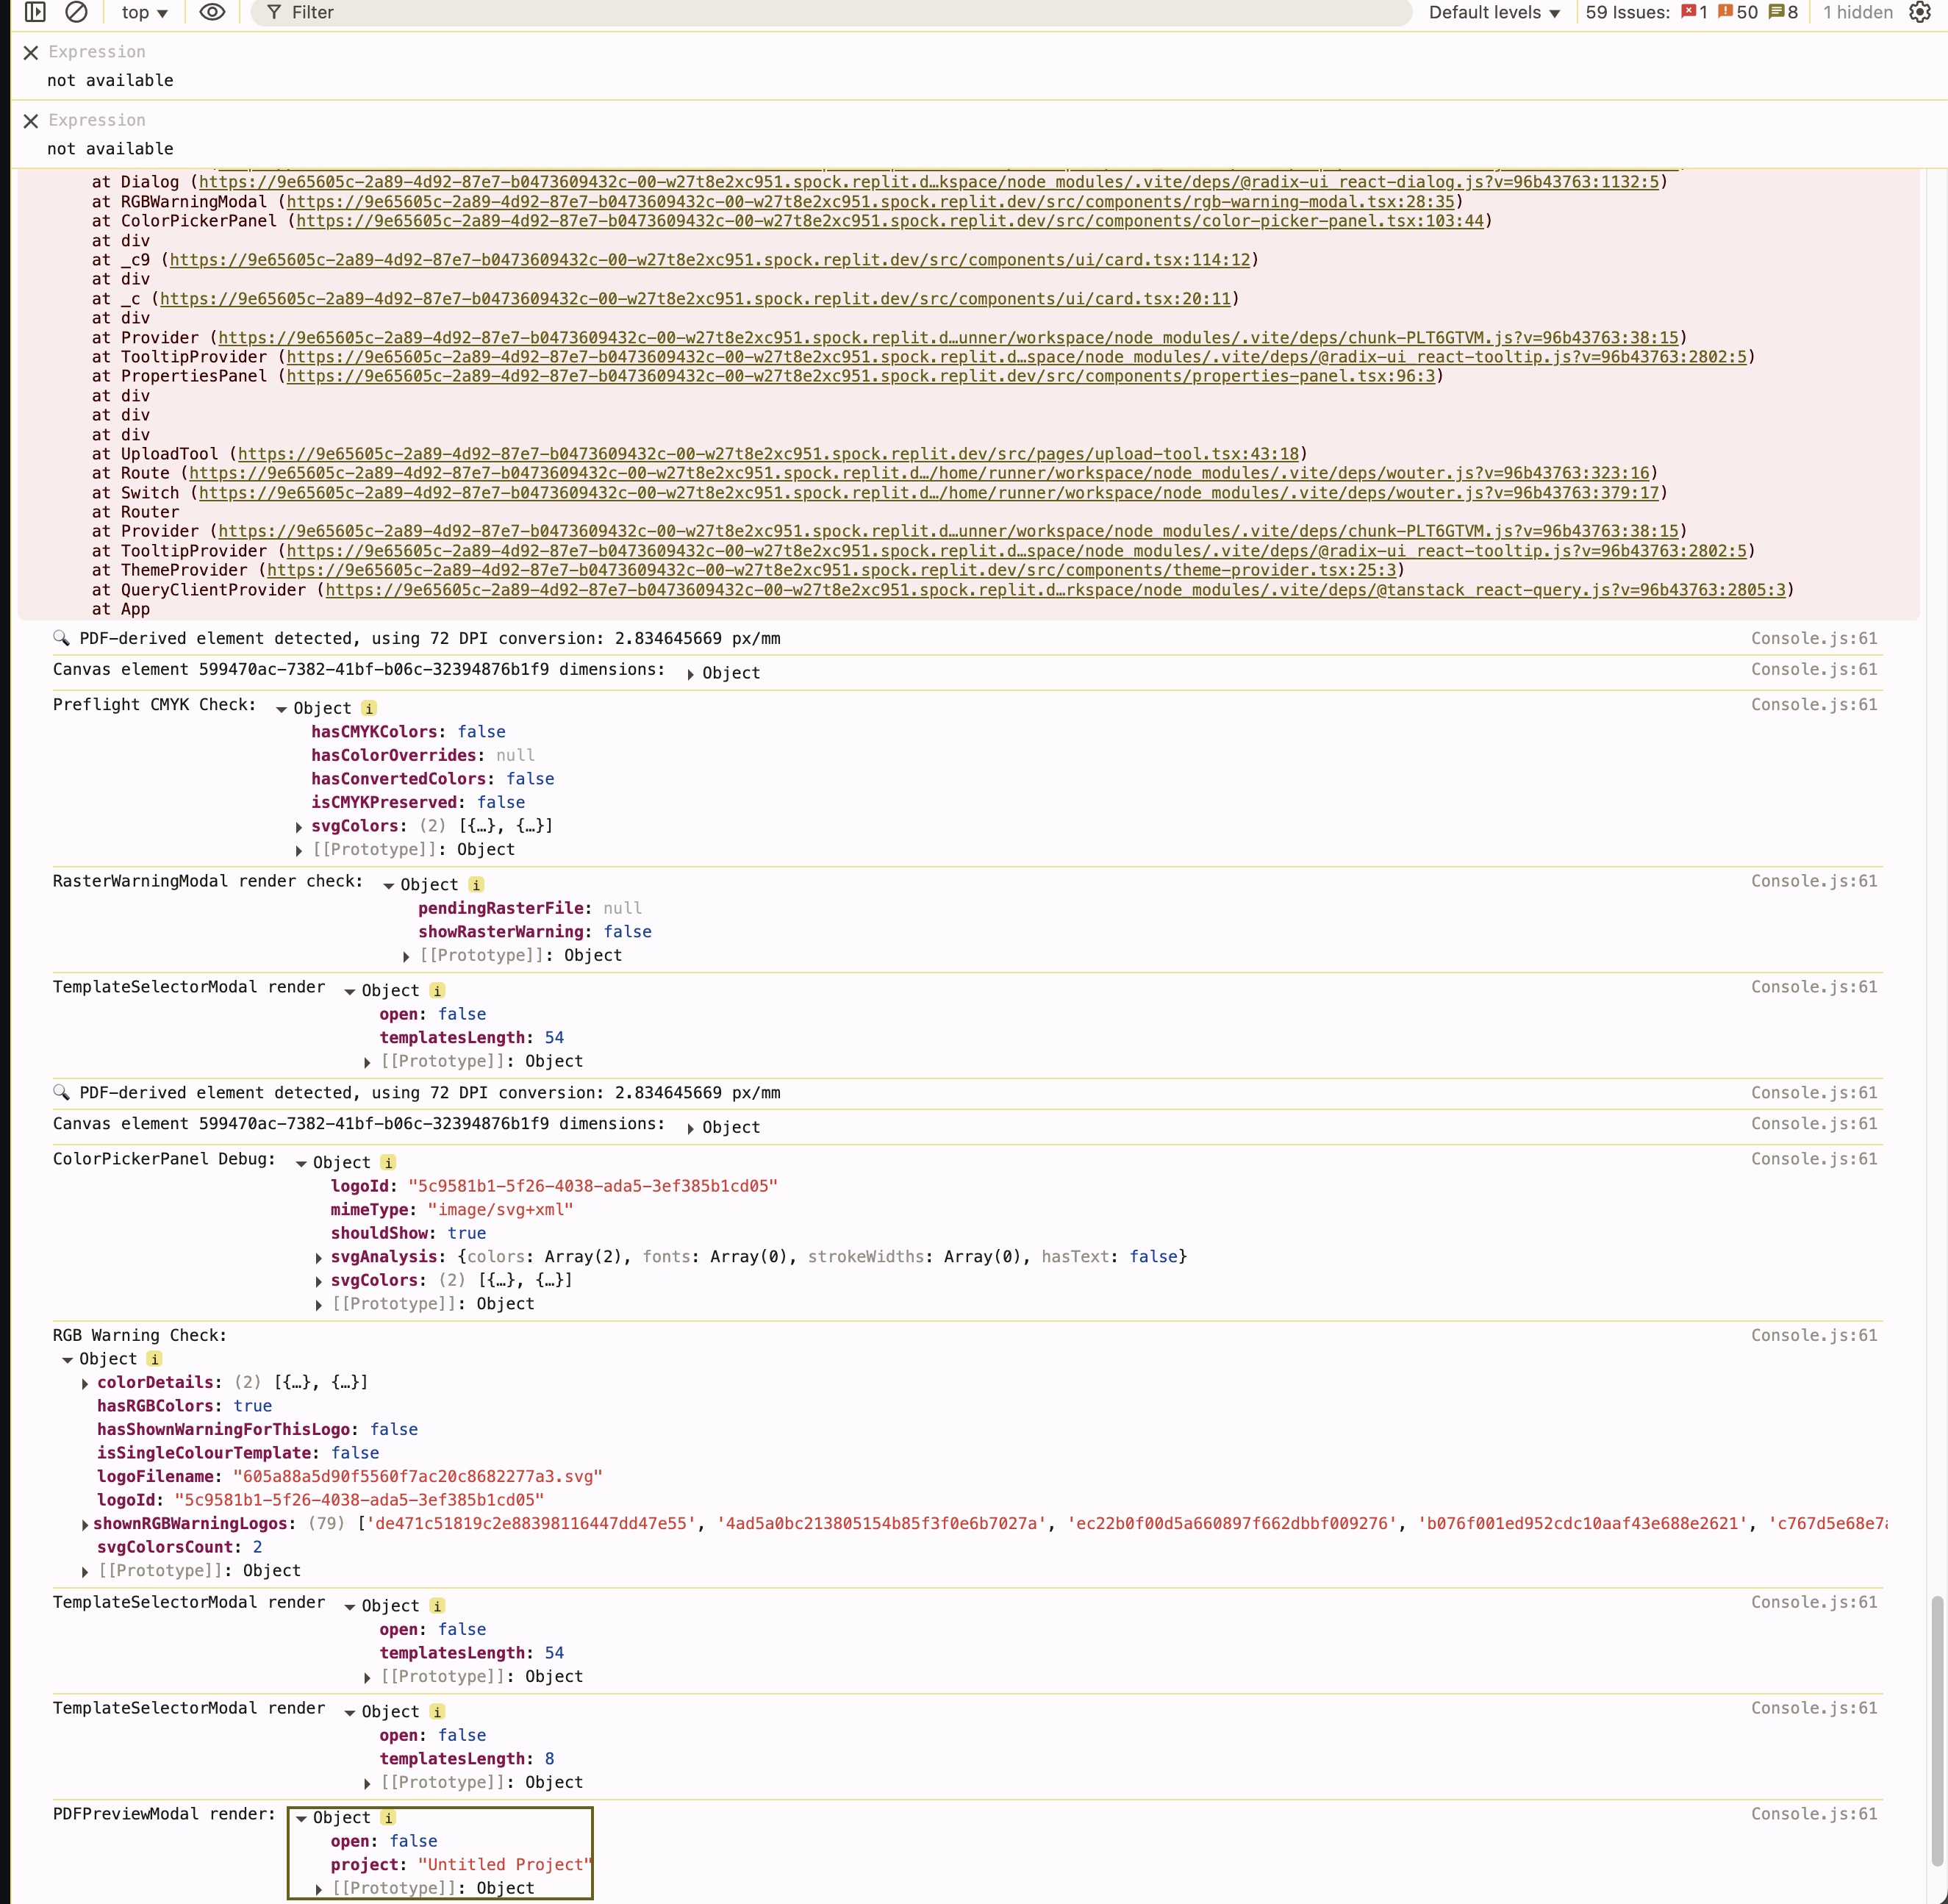 top ▼ Filter Default levels ▼ 59 Issues: 1 50 8 1 hidden
Expression
not available
Expression
not available
at Dialog (https://9e65605c-2a89-4d92-87e7-b0473609432c-00-w27t8e2xc951.spock.replit.d…kspace/node_modules/.vite/deps/@radix-ui_react-dialog.js?v=96b43763:1132:5)
at RGBWarningModal (https://9e65605c-2a89-4d92-87e7-b0473609432c-00-w27t8e2xc951.spock.replit.dev/src/components/rgb-warning-modal.tsx:28:35)
at ColorPickerPanel (https://9e65605c-2a89-4d92-87e7-b0473609432c-00-w27t8e2xc951.spock.replit.dev/src/components/color-picker-panel.tsx:103:44)
at div
at _c9 (https://9e65605c-2a89-4d92-87e7-b0473609432c-00-w27t8e2xc951.spock.replit.dev/src/components/ui/card.tsx:114:12)
at div
at _c (https://9e65605c-2a89-4d92-87e7-b0473609432c-00-w27t8e2xc951.spock.replit.dev/src/components/ui/card.tsx:20:11)
at div
at Provider (https://9e65605c-2a89-4d92-87e7-b0473609432c-00-w27t8e2xc951.spock.replit.d…unner/workspace/node_modules/.vite/deps/chunk-PLT6GTVM.js?v=96b43763:38:15)
at TooltipProvider (https://9e65605c-2a89-4d92-87e7-b0473609432c-00-w27t8e2xc951.spock.replit.d…space/node_modules/.vite/deps/@radix-ui_react-tooltip.js?v=96b43763:2802:5)
at PropertiesPanel (https://9e65605c-2a89-4d92-87e7-b0473609432c-00-w27t8e2xc951.spock.replit.dev/src/components/properties-panel.tsx:96:3)
at div
at div
at div
at UploadTool (https://9e65605c-2a89-4d92-87e7-b0473609432c-00-w27t8e2xc951.spock.replit.dev/src/pages/upload-tool.tsx:43:18)
at Route (https://9e65605c-2a89-4d92-87e7-b0473609432c-00-w27t8e2xc951.spock.replit.d…/home/runner/workspace/node_modules/.vite/deps/wouter.js?v=96b43763:323:16)
at Switch (https://9e65605c-2a89-4d92-87e7-b0473609432c-00-w27t8e2xc951.spock.replit.d…/home/runner/workspace/node_modules/.vite/deps/wouter.js?v=96b43763:379:17)
at Router
at Provider (https://9e65605c-2a89-4d92-87e7-b0473609432c-00-w27t8e2xc951.spock.replit.d…unner/workspace/node_modules/.vite/deps/chunk-PLT6GTVM.js?v=96b43763:38:15)
at TooltipProvider (https://9e65605c-2a89-4d92-87e7-b0473609432c-00-w27t8e2xc951.spock.replit.d…space/node_modules/.vite/deps/@radix-ui_react-tooltip.js?v=96b43763:2802:5)
at ThemeProvider (https://9e65605c-2a89-4d92-87e7-b0473609432c-00-w27t8e2xc951.spock.replit.dev/src/components/theme-provider.tsx:25:3)
at QueryClientProvider (https://9e65605c-2a89-4d92-87e7-b0473609432c-00-w27t8e2xc951.spock.replit.d…rkspace/node_modules/.vite/deps/@tanstack_react-query.js?v=96b43763:2805:3)
at App
🔍 PDF-derived element detected, using 72 DPI conversion: 2.834645669 px/mm Console.js:61
Canvas element 599470ac-7382-41bf-b06c-32394876b1f9 dimensions: ▶ Object Console.js:61
Preflight CMYK Check: ▼ Object i Console.js:61
hasCMYKColors: false
hasColorOverrides: null
hasConvertedColors: false
isCMYKPreserved: false
▶ svgColors: (2) [{…}, {…}]
▶ [[Prototype]]: Object
RasterWarningModal render check: ▼ Object i Console.js:61
pendingRasterFile: null
showRasterWarning: false
▶ [[Prototype]]: Object
TemplateSelectorModal render ▼ Object i Console.js:61
open: false
templatesLength: 54
▶ [[Prototype]]: Object
🔍 PDF-derived element detected, using 72 DPI conversion: 2.834645669 px/mm Console.js:61
Canvas element 599470ac-7382-41bf-b06c-32394876b1f9 dimensions: ▶ Object Console.js:61
ColorPickerPanel Debug: ▼ Object i Console.js:61
logoId: "5c9581b1-5f26-4038-ada5-3ef385b1cd05"
mimeType: "image/svg+xml"
shouldShow: true
▶ svgAnalysis: {colors: Array(2), fonts: Array(0), strokeWidths: Array(0), hasText: false}
▶ svgColors: (2) [{…}, {…}]
▶ [[Prototype]]: Object
RGB Warning Check: Console.js:61
▼ Object i
▶ colorDetails: (2) [{…}, {…}]
hasRGBColors: true
hasShownWarningForThisLogo: false
isSingleColourTemplate: false
logoFilename: "605a88a5d90f5560f7ac20c8682277a3.svg"
logoId: "5c9581b1-5f26-4038-ada5-3ef385b1cd05"
▶ shownRGBWarningLogos: (79) ['de471c51819c2e88398116447dd47e55', '4ad5a0bc213805154b85f3f0e6b7027a', 'ec22b0f00d5a660897f662dbbf009276', 'b076f001ed952cdc10aaf43e688e2621', 'c767d5e68e7
svgColorsCount: 2
▶ [[Prototype]]: Object
TemplateSelectorModal render ▼ Object i Console.js:61
open: false
templatesLength: 54
▶ [[Prototype]]: Object
TemplateSelectorModal render ▼ Object i Console.js:61
open: false
templatesLength: 8
▶ [[Prototype]]: Object
PDFPreviewModal render: ▼ Object i Console.js:61
open: false
project: "Untitled Project"
▶ [[Prototype]]: Object